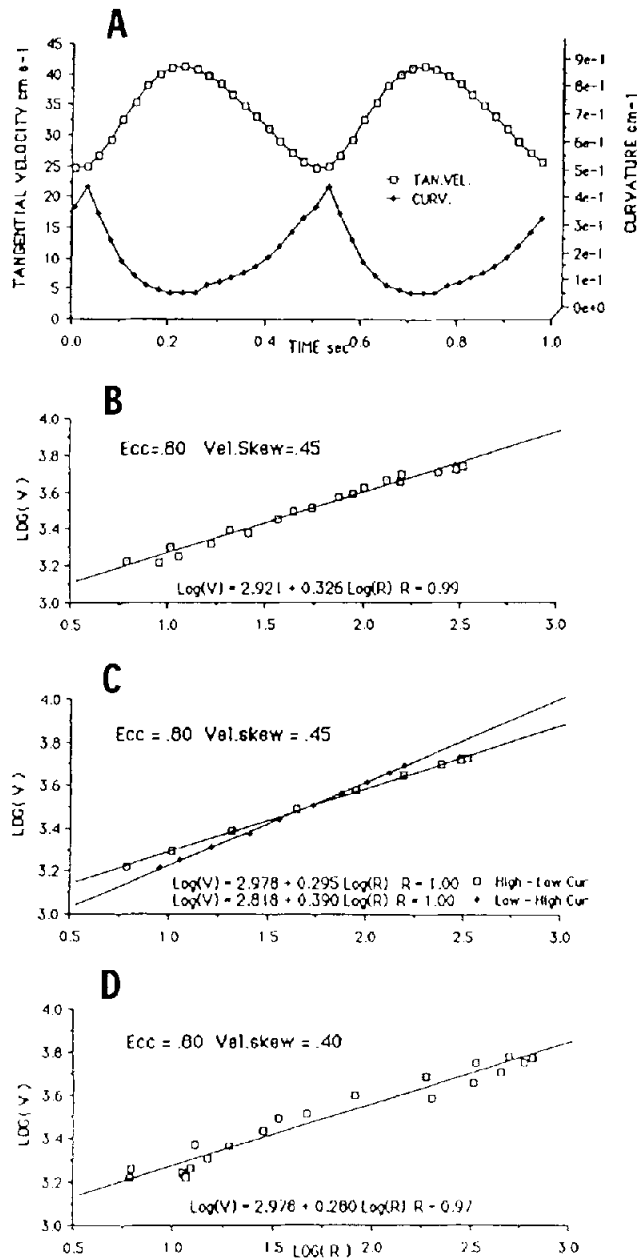 A
TANGENTIAL VELOCITY cm s-1
45
40
35
30
25
20
15
10
5
0
CURVATURE cm-1
9e-1
8e-1
7e-1
6e-1
5e-1
4e-1
3e-1
2e-1
1e-1
0e+0
TAN.VEL.
CURV.
0.0 0.2 0.4 0.6 0.8 1.0
TIME sec
B
LOG(V)
4.0
3.8
3.6
3.4
3.2
3.0
Ecc=.80 Vel.Skew=.45
Log(V) = 2.921 + 0.326 Log(R) R = 0.99
0.5 1.0 1.5 2.0 2.5 3.0
C
LOG(V)
4.0
3.8
3.6
3.4
3.2
3.0
Ecc = .80 Vel.skew = .45
Log(V) = 2.978 + 0.295 Log(R) R = 1.00 High-Low Cur
Log(V) = 2.818 + 0.390 Log(R) R = 1.00 Low-High Cur
0.5 1.0 1.5 2.0 2.5 3.0
D
LOG(V)
4.0
3.8
3.6
3.4
3.2
3.0
Ecc = .80 Vel.skew = .40
Log(V) = 2.978 + 0.280 Log(R) R = 0.97
0.5 1.0 1.5 2.0 2.5 3.0
LOG(R)